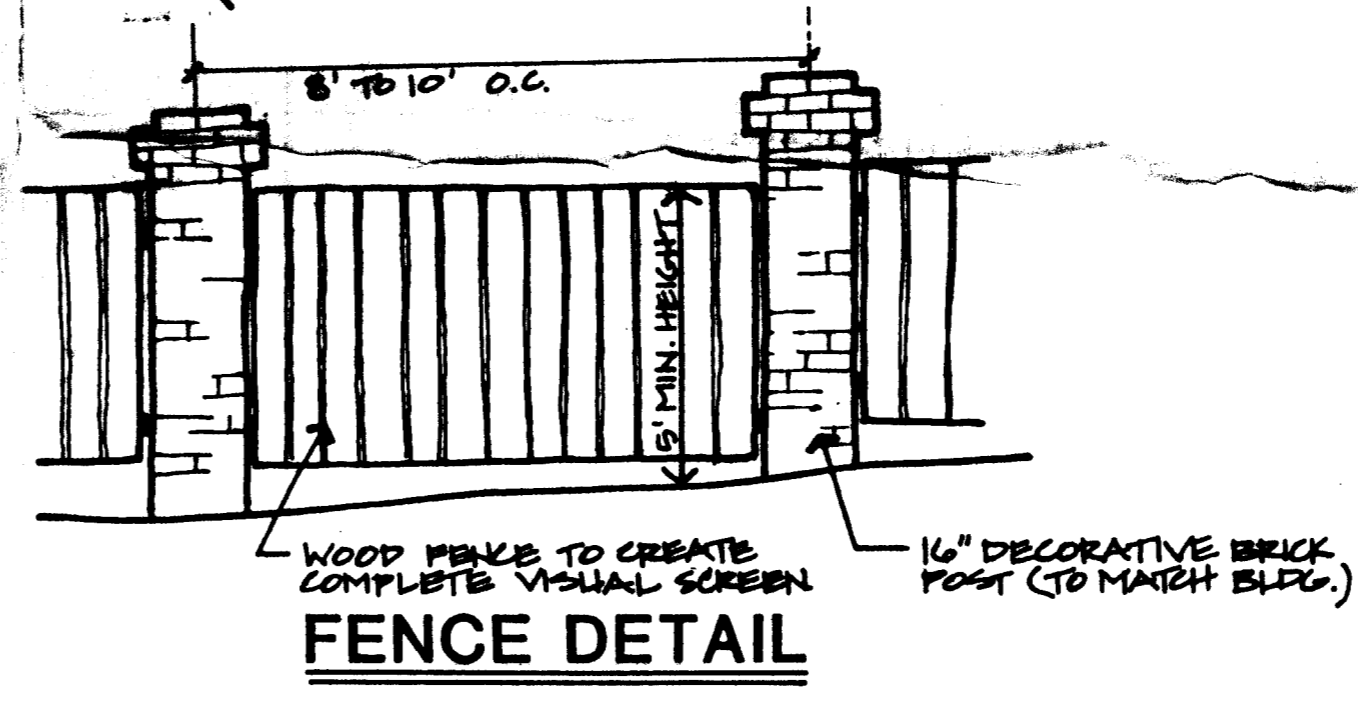 8' TO 10' O.C.
5' MIN. HEIGHT
WOOD FENCE TO CREATE
COMPLETE VISUAL SCREEN
16" DECORATIVE BRICK
POST (TO MATCH BLDG.)
FENCE DETAIL